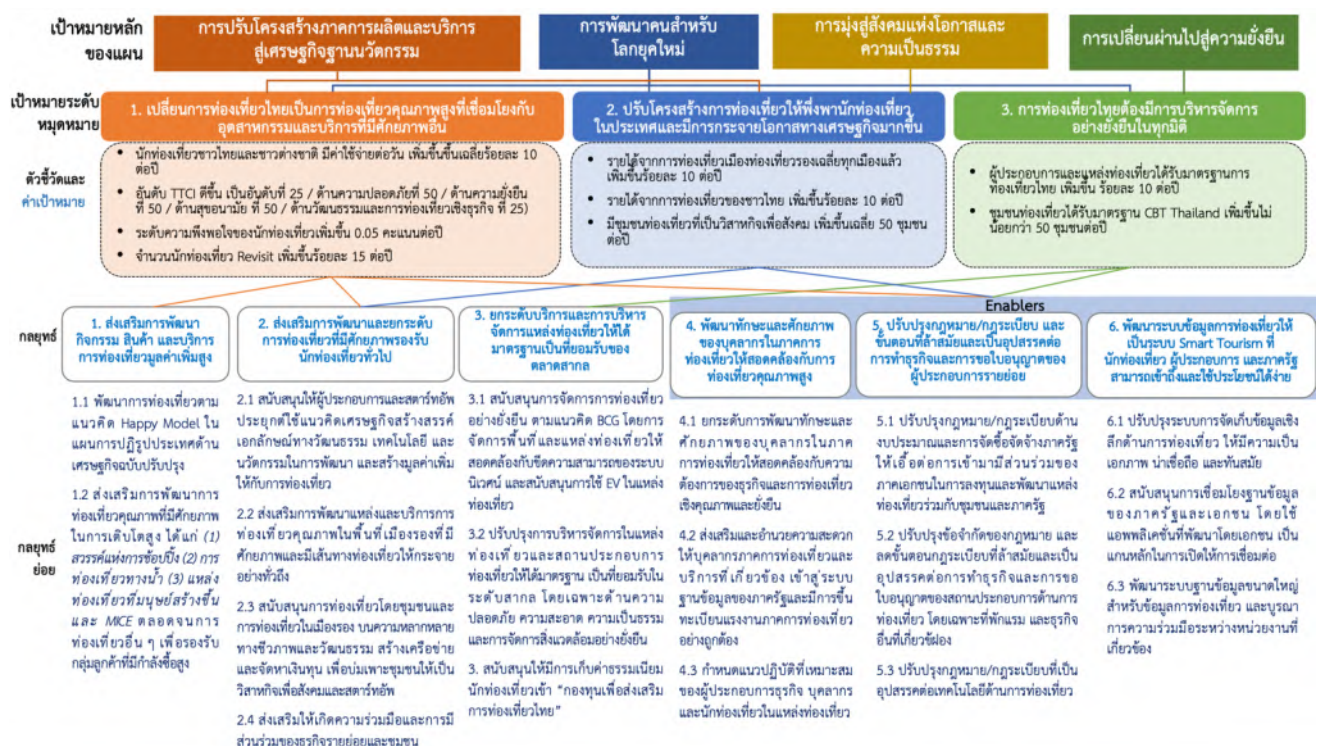 เป้าหมายหลัก
ของแผน
การปรับโครงสร้างภาคการผลิตและบริการ
สู่เศรษฐกิจฐานนวัตกรรม
การพัฒนาคนสำหรับ
โลกยุคใหม่
การมุ่งสู่สังคมแห่งโอกาสและ
ความเป็นธรรม
การเปลี่ยนผ่านไปสู่ความยั่งยืน
เป้าหมายระดับ
หมุดหมาย
1. เปลี่ยนการท่องเที่ยวไทยเป็นการท่องเที่ยวคุณภาพสูงที่เชื่อมโยงกับ
อุตสาหกรรมและบริการที่มีศักยภาพอื่น
2. ปรับโครงสร้างการท่องเที่ยวให้พึ่งพานักท่องเที่ยว
ในประเทศและมีการกระจายโอกาสทางเศรษฐกิจมากขึ้น
3. การท่องเที่ยวไทยต้องมีการบริหารจัดการ
อย่างยั่งยืนในทุกมิติ
ตัวชี้วัดและ
ค่าเป้าหมาย
• นักท่องเที่ยวชาวไทยและชาวต่างชาติ มีค่าใช้จ่ายต่อวัน เพิ่มขึ้นขึ้นเฉลี่ยร้อยละ 10
ต่อปี
• อันดับ TTCI ดีขึ้น เป็นอันดับที่ 25 / ด้านความปลอดภัยที่ 50 / ด้านความยั่งยืน
ที่ 50 / ด้านสุขอนามัย ที่ 50 / ด้านวัฒนธรรมและการท่องเที่ยวเชิงธุรกิจ ที่ 25)
• ระดับความพึงพอใจของนักท่องเที่ยวเพิ่มขึ้น 0.05 คะแนนต่อปี
• จำนวนนักท่องเที่ยว Revisit เพิ่มขึ้นร้อยละ 15 ต่อปี
• รายได้จากการท่องเที่ยวเมืองท่องเที่ยวรองเฉลี่ยทุกเมืองแล้ว
เพิ่มขึ้นร้อยละ 10 ต่อปี
• รายได้จากการท่องเที่ยวของชาวไทย เพิ่มขึ้นร้อยละ 10 ต่อปี
• มีชุมชนท่องเที่ยวที่เป็นวิสาหกิจเพื่อสังคม เพิ่มขึ้นเฉลี่ย 50 ชุมชน
ต่อปี
• ผู้ประกอบการและแหล่งท่องเที่ยวได้รับมาตรฐานการ
ท่องเที่ยวไทย เพิ่มขึ้น ร้อยละ 10 ต่อปี
• ชุมชนท่องเที่ยวได้รับมาตรฐาน CBT Thailand เพิ่มขึ้นไม่
น้อยกว่า 50 ชุมชนต่อปี
Enablers
กลยุทธ์
1. ส่งเสริมการพัฒนา
กิจกรรม สินค้า และบริการ
การท่องเที่ยวมูลค่าเพิ่มสูง
2. ส่งเสริมการพัฒนาและยกระดับ
การท่องเที่ยวที่มีศักยภาพรองรับ
นักท่องเที่ยวทั่วไป
3. ยกระดับบริการและการบริหาร
จัดการแหล่งท่องเที่ยวให้ได้
มาตรฐานเป็นที่ยอมรับของ
ตลาดสากล
4. พัฒนาทักษะและศักยภาพ
ของบุคลากรในภาคการ
ท่องเที่ยวให้สอดคล้องกับการ
ท่องเที่ยวคุณภาพสูง
5. ปรับปรุงกฎหมาย/กฎระเบียบ และ
ขั้นตอนที่ล้าสมัยและเป็นอุปสรรคต่อ
การทำธุรกิจและการขอใบอนุญาตของ
ผู้ประกอบการรายย่อย
6. พัฒนาระบบข้อมูลการท่องเที่ยวให้
เป็นระบบ Smart Tourism ที่
นักท่องเที่ยว ผู้ประกอบการ และภาครัฐ
สามารถเข้าถึงและใช้ประโยชน์ได้ง่าย
กลยุทธ์
ย่อย
1.1 พัฒนาการท่องเที่ยวตาม
แนวคิด Happy Model ใน
แผนการปฏิรูปประเทศด้าน
เศรษฐกิจฉบับปรับปรุง
1.2 ส่งเสริมการพัฒนาการ
ท่องเที่ยวคุณภาพที่มีศักยภาพ
ในการเติบโตสูง ได้แก่ (1)
สวรรค์แห่งการช้อปปิ้ง (2) การ
ท่องเที่ยวทางน้ำ (3) แหล่ง
ท่องเที่ยวที่มนุษย์สร้างขึ้น
และ MICE ตลอดจนการ
ท่องเที่ยวอื่น ๆ เพื่อรองรับ
กลุ่มลูกค้าที่มีกำลังซื้อสูง
2.1 สนับสนุนให้ผู้ประกอบการและสตาร์ทอัพ
ประยุกต์ใช้แนวคิดเศรษฐกิจสร้างสรรค์
เอกลักษณ์ทางวัฒนธรรม เทคโนโลยี และ
นวัตกรรมในการพัฒนา และสร้างมูลค่าเพิ่ม
ให้กับการท่องเที่ยว
2.2 ส่งเสริมการพัฒนาแหล่งและบริการการ
ท่องเที่ยวคุณภาพในพื้นที่เมืองรองที่มี
ศักยภาพและมีเส้นทางท่องเที่ยวให้กระจาย
อย่างทั่วถึง
2.3 สนับสนุนการท่องเที่ยวโดยชุมชนและ
การท่องเที่ยวในเมืองรอง บนความหลากหลาย
ทางชีวภาพและวัฒนธรรม สร้างเครือข่าย
และจัดหาเงินทุน เพื่อบ่มเพาะชุมชนให้เป็น
วิสาหกิจเพื่อสังคมและสตาร์ทอัพ
2.4 ส่งเสริมให้เกิดความร่วมมือและการมี
ส่วนร่วมของธุรกิจรายย่อยและชุมชน
3.1 สนับสนุนการจัดการการท่องเที่ยว
อย่างยั่งยืน ตามแนวคิด BCG โดยการ
จัดการพื้นที่และแหล่งท่องเที่ยวให้
สอดคล้องกับขีดความสามารถของระบบ
นิเวศน์ และสนับสนุนการใช้ EV ในแหล่ง
ท่องเที่ยว
3.2 ปรับปรุงการบริหารจัดการในแหล่ง
ท่องเที่ยวและสถานประกอบการ
ท่องเที่ยวให้ได้มาตรฐาน เป็นที่ยอมรับใน
ระดับสากล โดยเฉพาะด้านความ
ปลอดภัย ความสะอาด ความเป็นธรรม
และการจัดการสิ่งแวดล้อมอย่างยั่งยืน
3. สนับสนุนให้มีการเก็บค่าธรรมเนียม
นักท่องเที่ยวเข้า "กองทุนเพื่อส่งเสริม
การท่องเที่ยวไทย"
4.1 ยกระดับการพัฒนาทักษะและ
ศักยภาพของบุคลากรในภาค
การท่องเที่ยวให้สอดคล้องกับความ
ต้องการของธุรกิจและการท่องเที่ยว
เชิงคุณภาพและยั่งยืน
4.2 ส่งเสริมและอำนวยความสะดวก
ให้บุคลากรภาคการท่องเที่ยวและ
บริการที่เกี่ยวข้อง เข้าสู่ระบบ
ฐานข้อมูลของภาครัฐและมีการขึ้น
ทะเบียนแรงงานภาคการท่องเที่ยว
อย่างถูกต้อง
4.3 กำหนดแนวปฏิบัติที่เหมาะสม
ของผู้ประกอบการธุรกิจ บุคลากร
และนักท่องเที่ยวในแหล่งท่องเที่ยว
5.1 ปรับปรุงกฎหมาย/กฎระเบียบด้าน
งบประมาณและการจัดซื้อจัดจ้างภาครัฐ
ให้เอื้อต่อการเข้ามามีส่วนร่วมของ
ภาคเอกชนในการลงทุนและพัฒนาแหล่ง
ท่องเที่ยวร่วมกับชุมชนและภาครัฐ
5.2 ปรับข้อจำกัดของกฎหมาย และ
ลดขั้นตอนกฎระเบียบที่ล้าสมัยและเป็น
อุปสรรคต่อการทำธุรกิจและการขอ
ใบอนุญาตของสถานประกอบการด้านการ
ท่องเที่ยว โดยเฉพาะที่พักแรม และธุรกิจ
อื่นที่เกี่ยวข้ฝอง
5.3 ปรับปรุงกฎหมาย/กฎระเบียบที่เป็น
อุปสรรคต่อเทคโนโลยีด้านการท่องเที่ยว
6.1 ปรับปรุงระบบการจัดเก็บข้อมูลเชิง
ลึกด้านการท่องเที่ยว ให้มีความเป็น
เอกภาพ น่าเชื่อถือ และทันสมัย
6.2 สนับสนุนการเชื่อมโยงฐานข้อมูล
ของภาครัฐและเอกชน โดยใช้
แอพพลิเคชั่นที่พัฒนาโดยเอกชน เป็น
แกนหลักในการเปิดให้การเชื่อมต่อ
6.3 พัฒนาระบบฐานข้อมูลขนาดใหญ่
สำหรับข้อมูลการท่องเที่ยว และบูรณา
การความร่วมมือระหว่างหน่วยงานที่
เกี่ยวข้อง